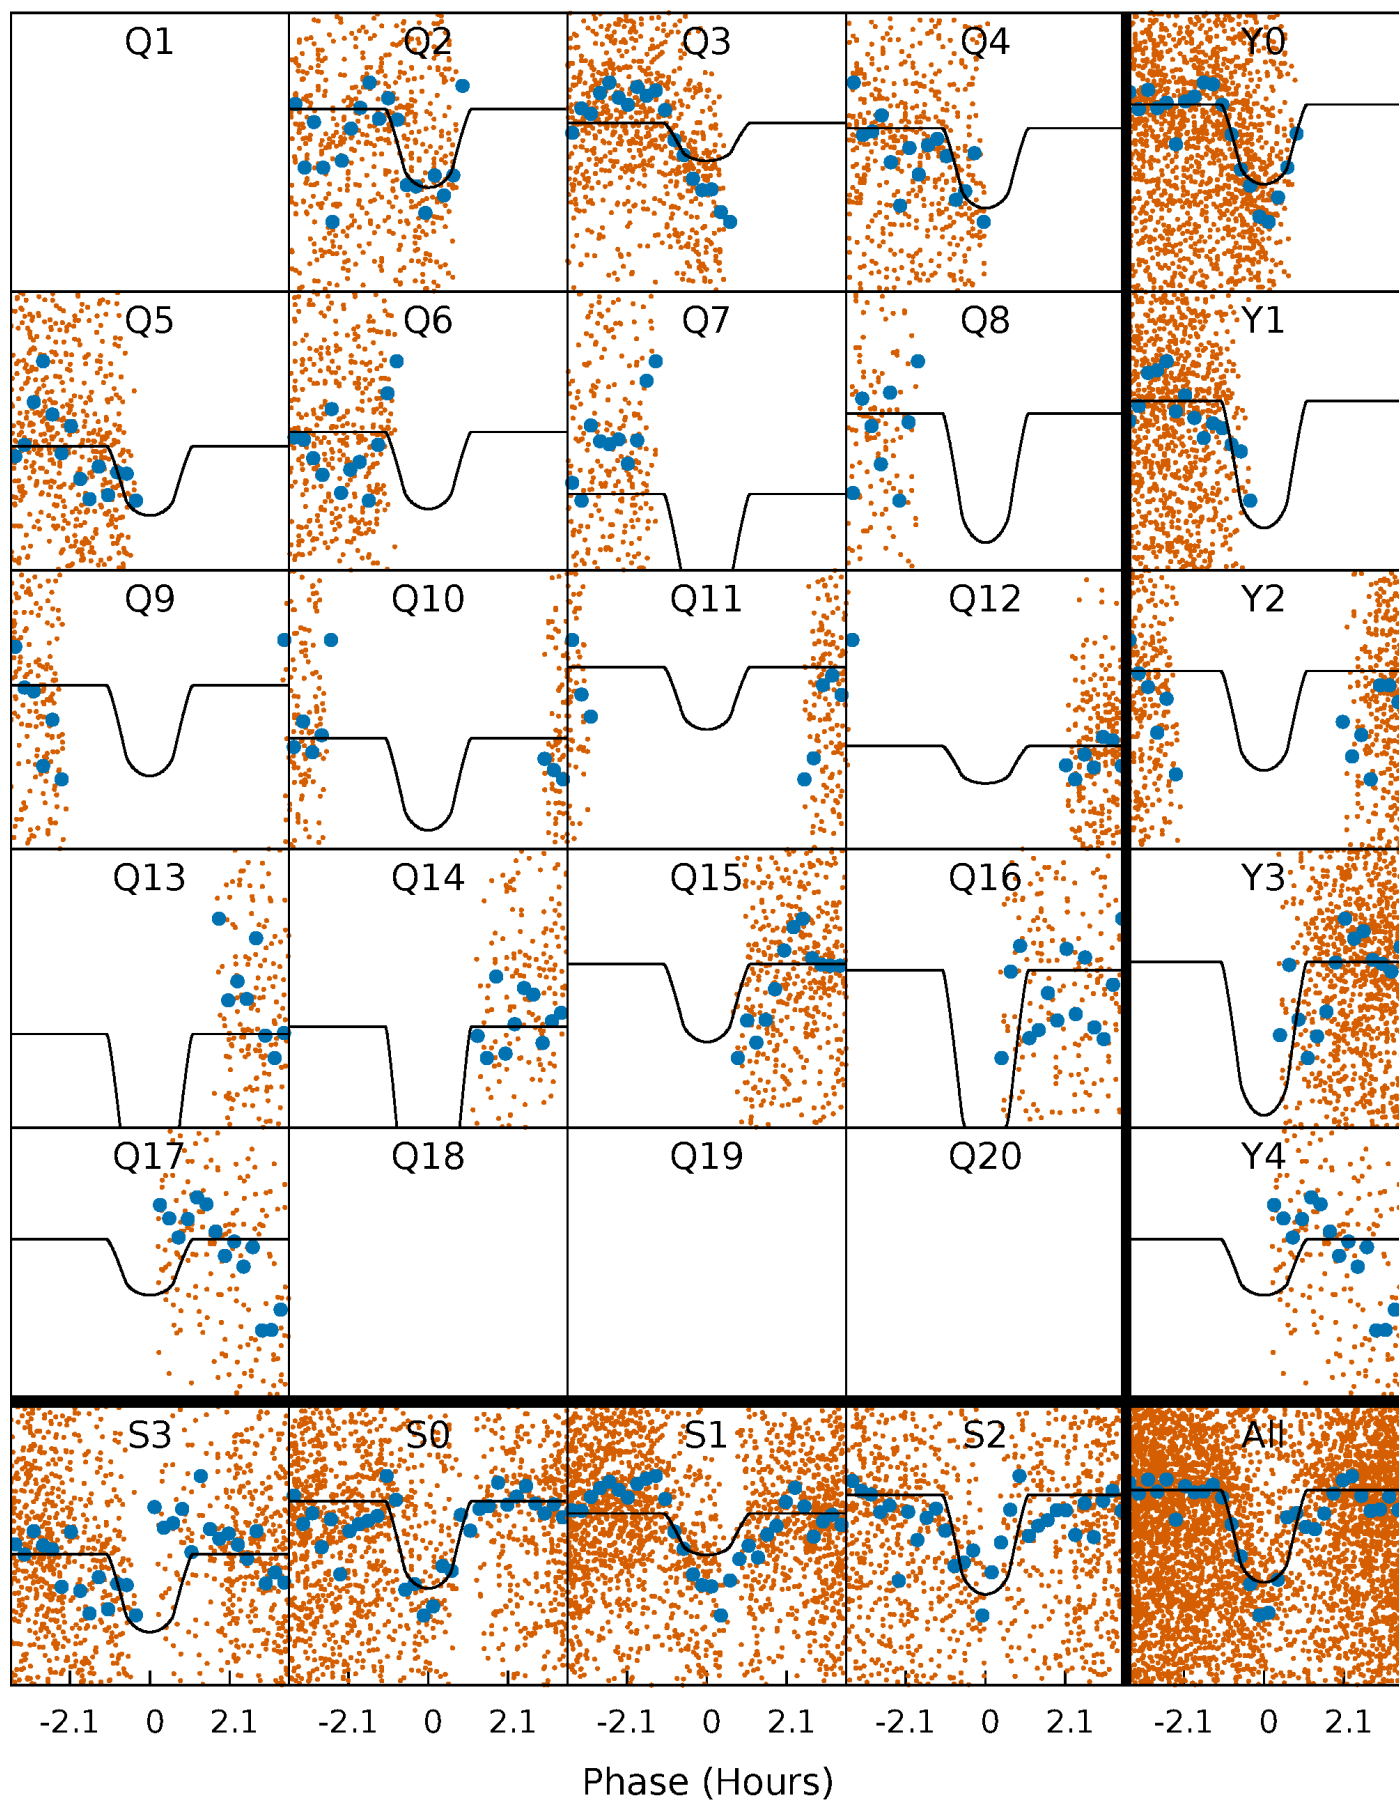 Q1 Q2 Q3 Q4 Y0
Q5 Q6 Q7 Q8 Y1
Q9 Q10 Q11 Q12 Y2
Q13 Q14 Q15 Q16 Y3
Q17 Q18 Q19 Q20 Y4
S3 S0 S1 S2 All
-2.1 0 2.1 -2.1 0 2.1 -2.1 0 2.1 -2.1 0 2.1 -2.1 0 2.1
Phase (Hours)